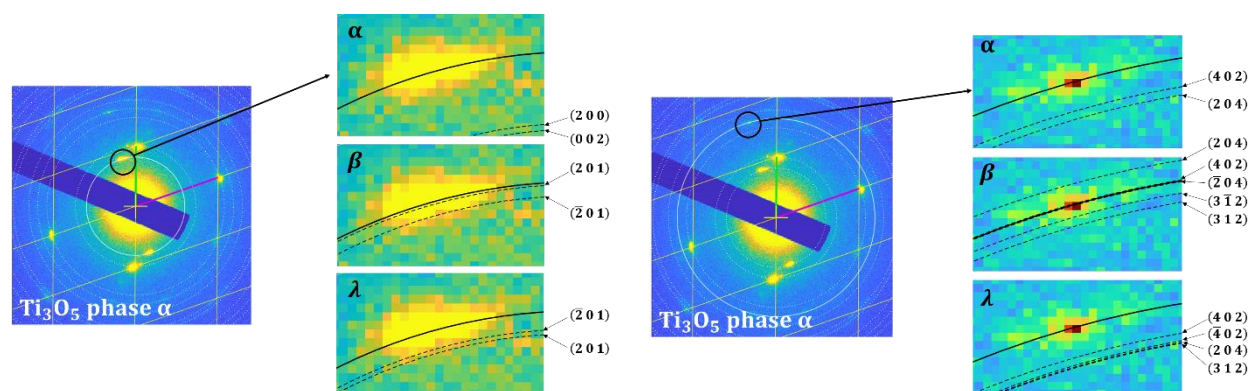 α
(2 0 0)
(0 0 2)
β
(2 0 1)
(2̅ 0 1)
λ
(2̅ 0 1)
(2 0 1)
Ti₃O₅ phase α
α
(4 0 2)
(2 0 4)
β
(2 0 4)
(4 0 2)
(2̅ 0 4)
(3 1̅ 2)
(3 1 2)
λ
(4 0 2)
(4̅ 0 2)
(2 0 4)
(3 1 2)
Ti₃O₅ phase α